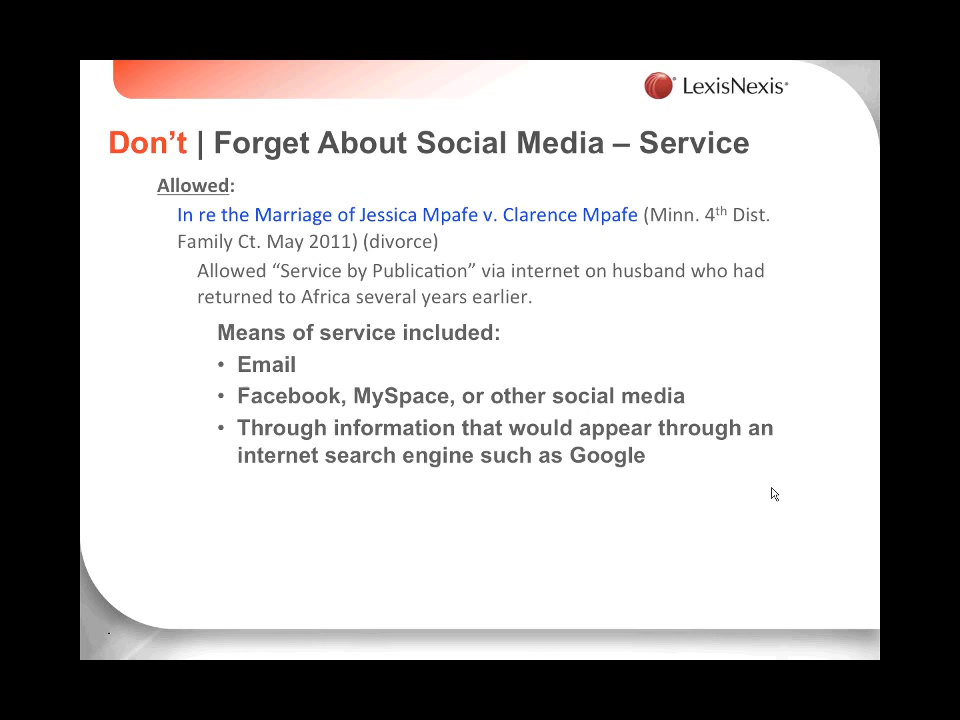 LexisNexis®
Don't | Forget About Social Media – Service
Allowed:
In re the Marriage of Jessica Mpafe v. Clarence Mpafe (Minn. 4th Dist.
Family Ct. May 2011) (divorce)
Allowed “Service by Publication” via internet on husband who had
returned to Africa several years earlier.
Means of service included:
• Email
• Facebook, MySpace, or other social media
• Through information that would appear through an
internet search engine such as Google
.